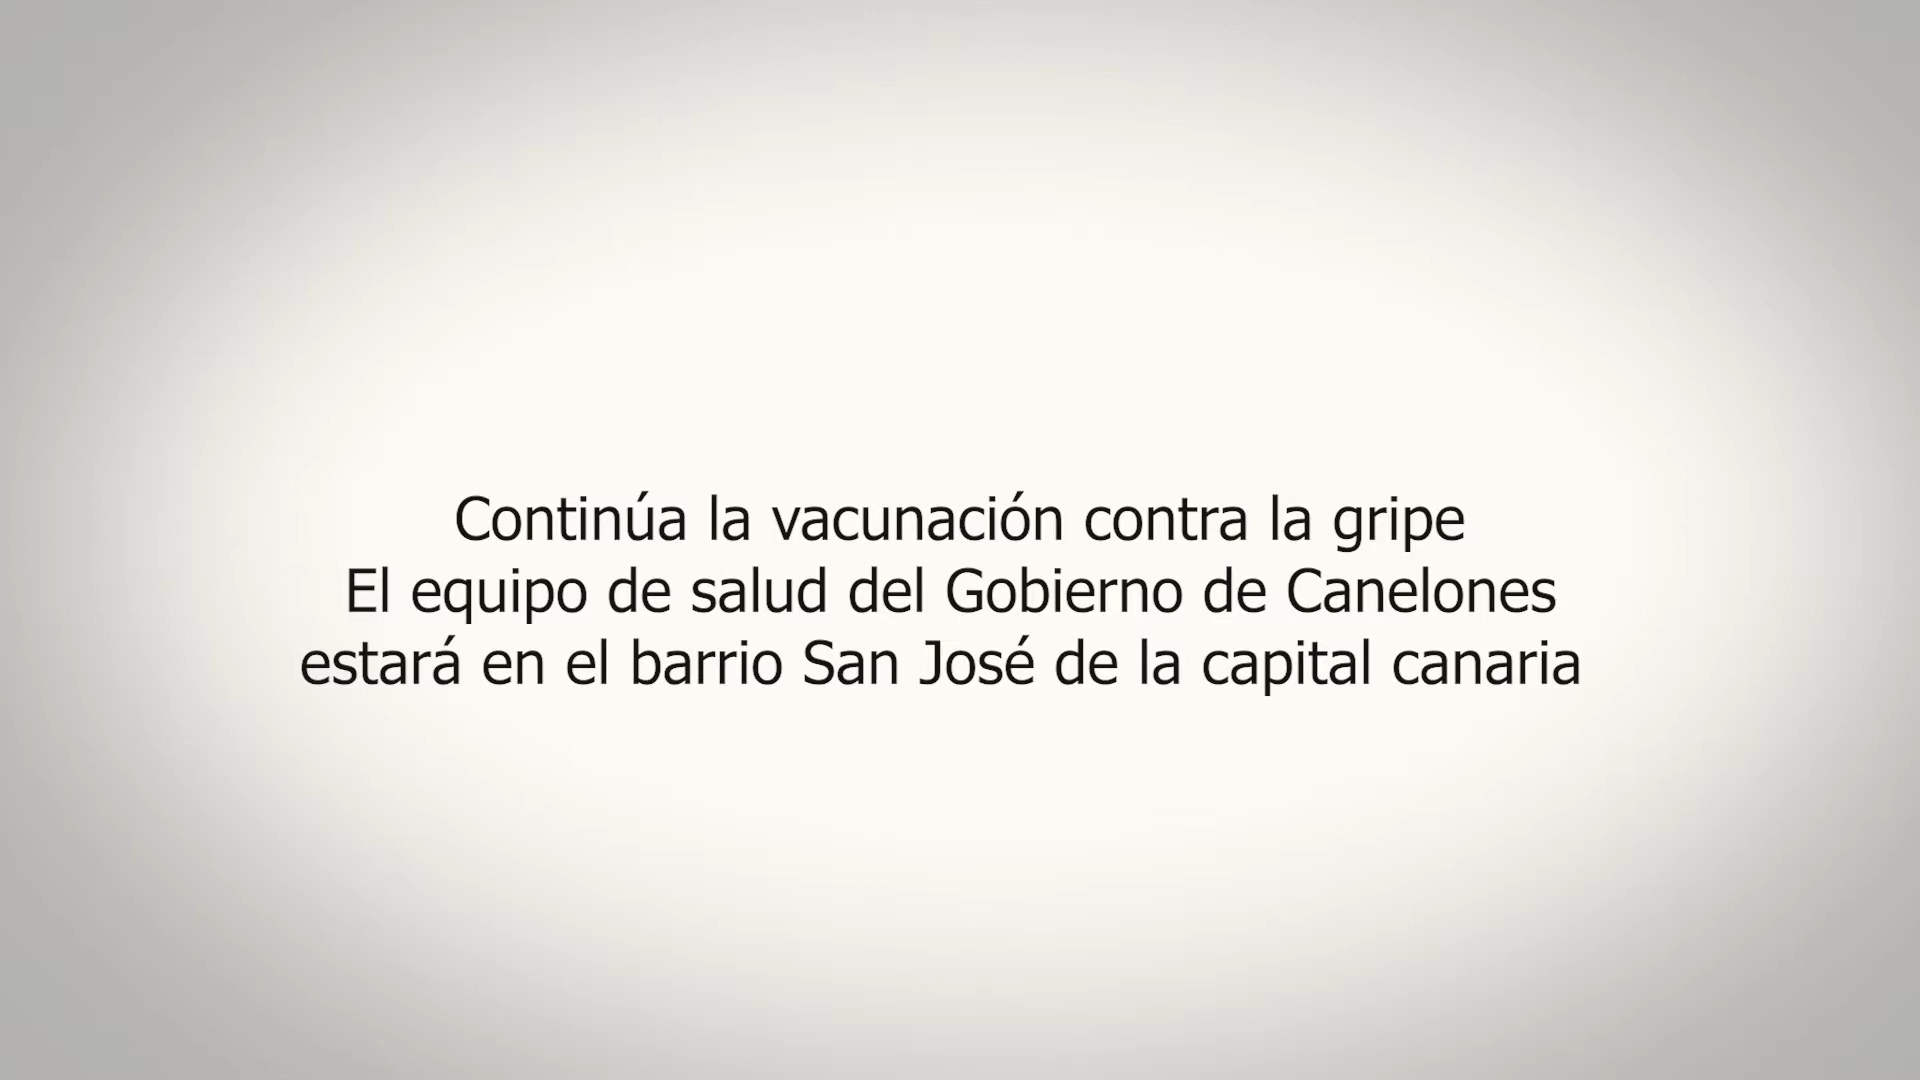 Continúa la vacunación contra la gripe
El equipo de salud del Gobierno de Canelones
estará en el barrio San José de la capital canaria